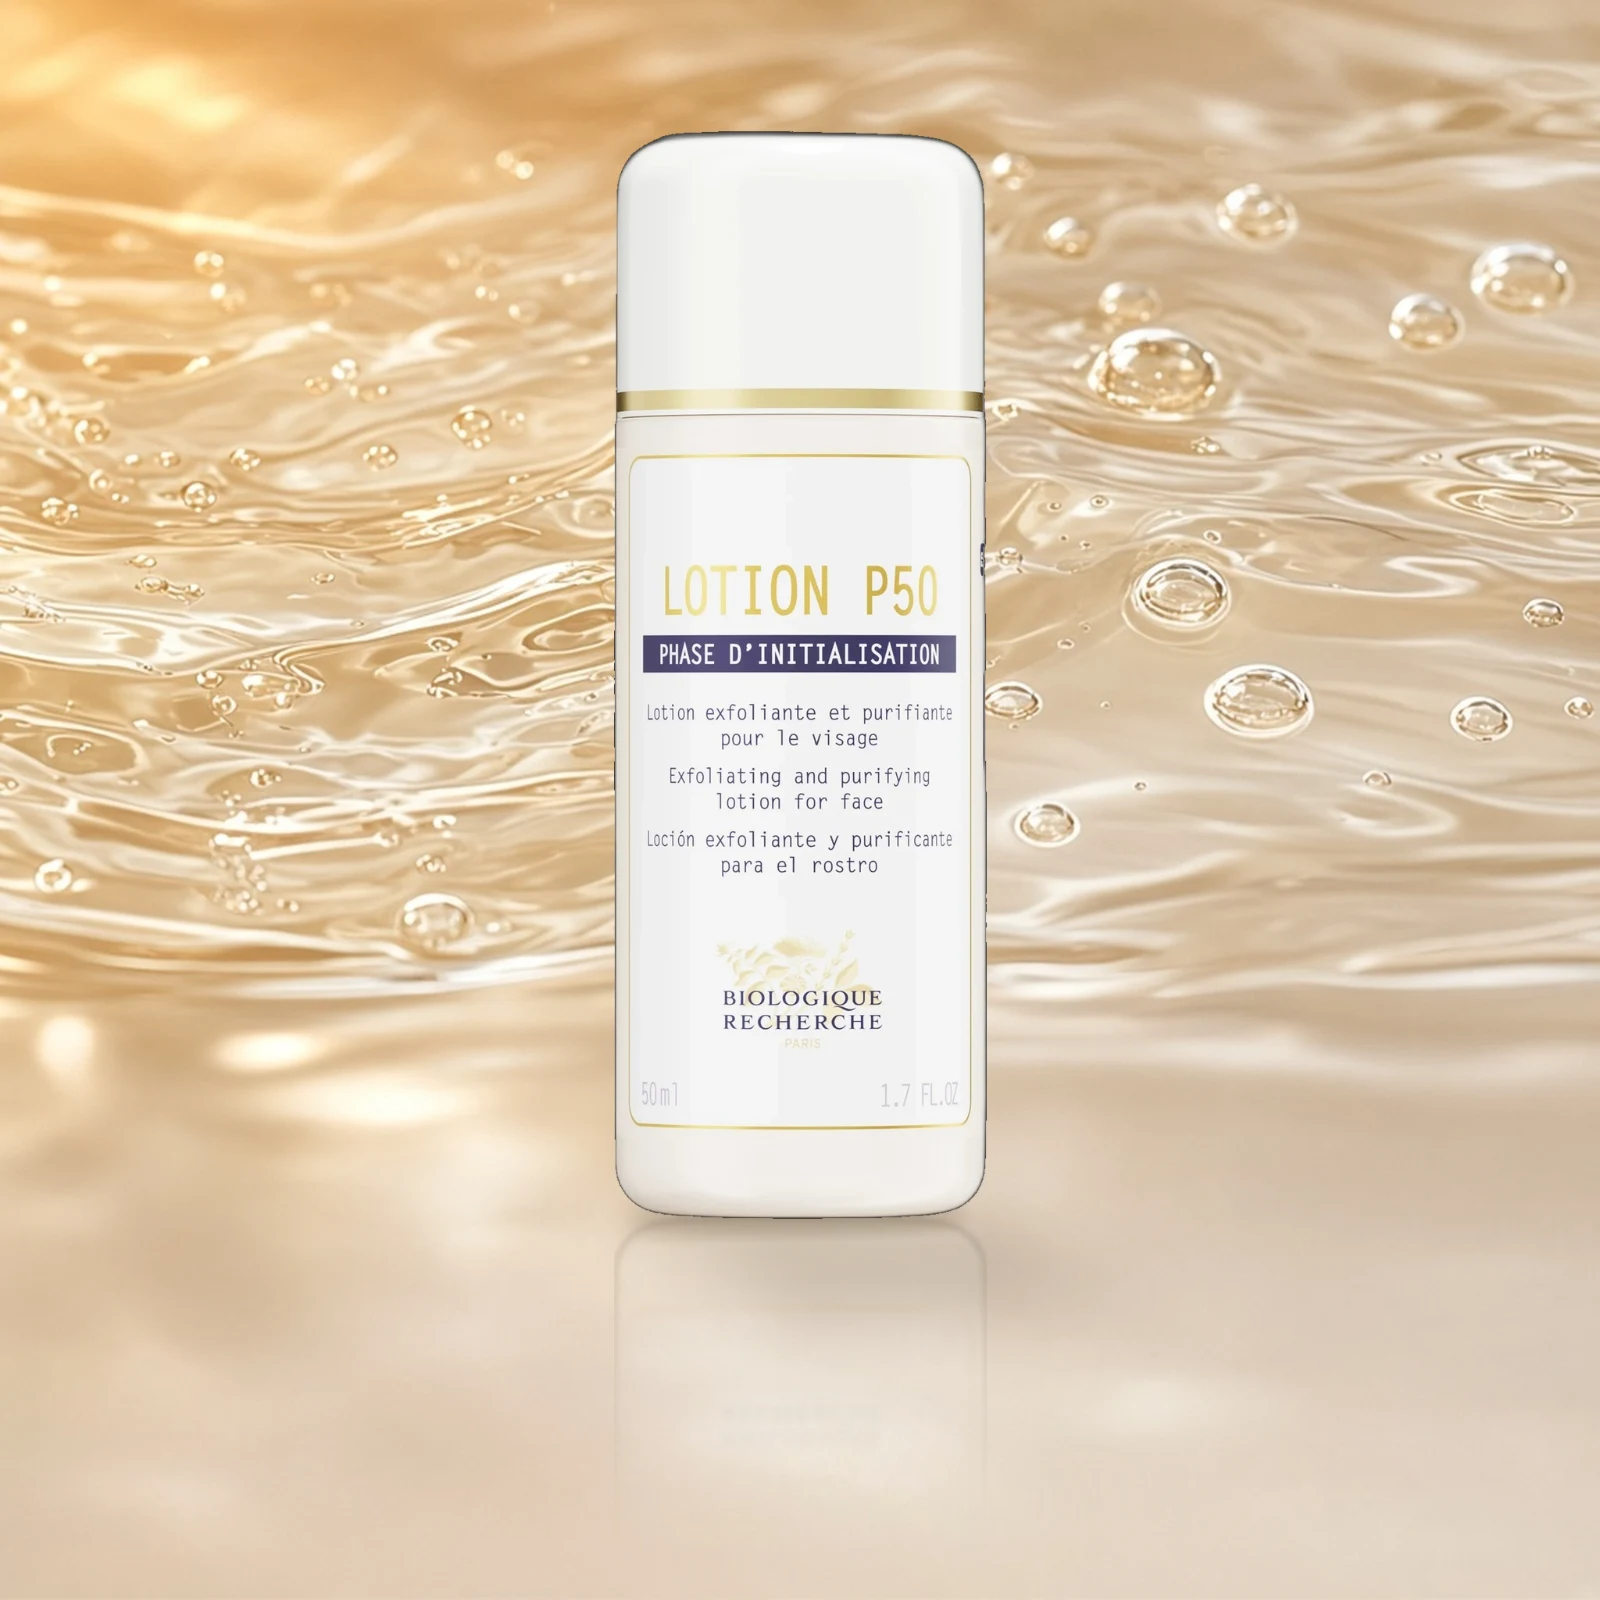 LOTION P50
PHASE D'INITIALISATION
Lotion exfoliante et purifiante
pour le visage
Exfoliating and purifying
lotion for face
Loción exfoliante y purificante
para el rostro
BIOLOGIQUE
RECHERCHE
PARIS
50ml 1.7 FL.OZ